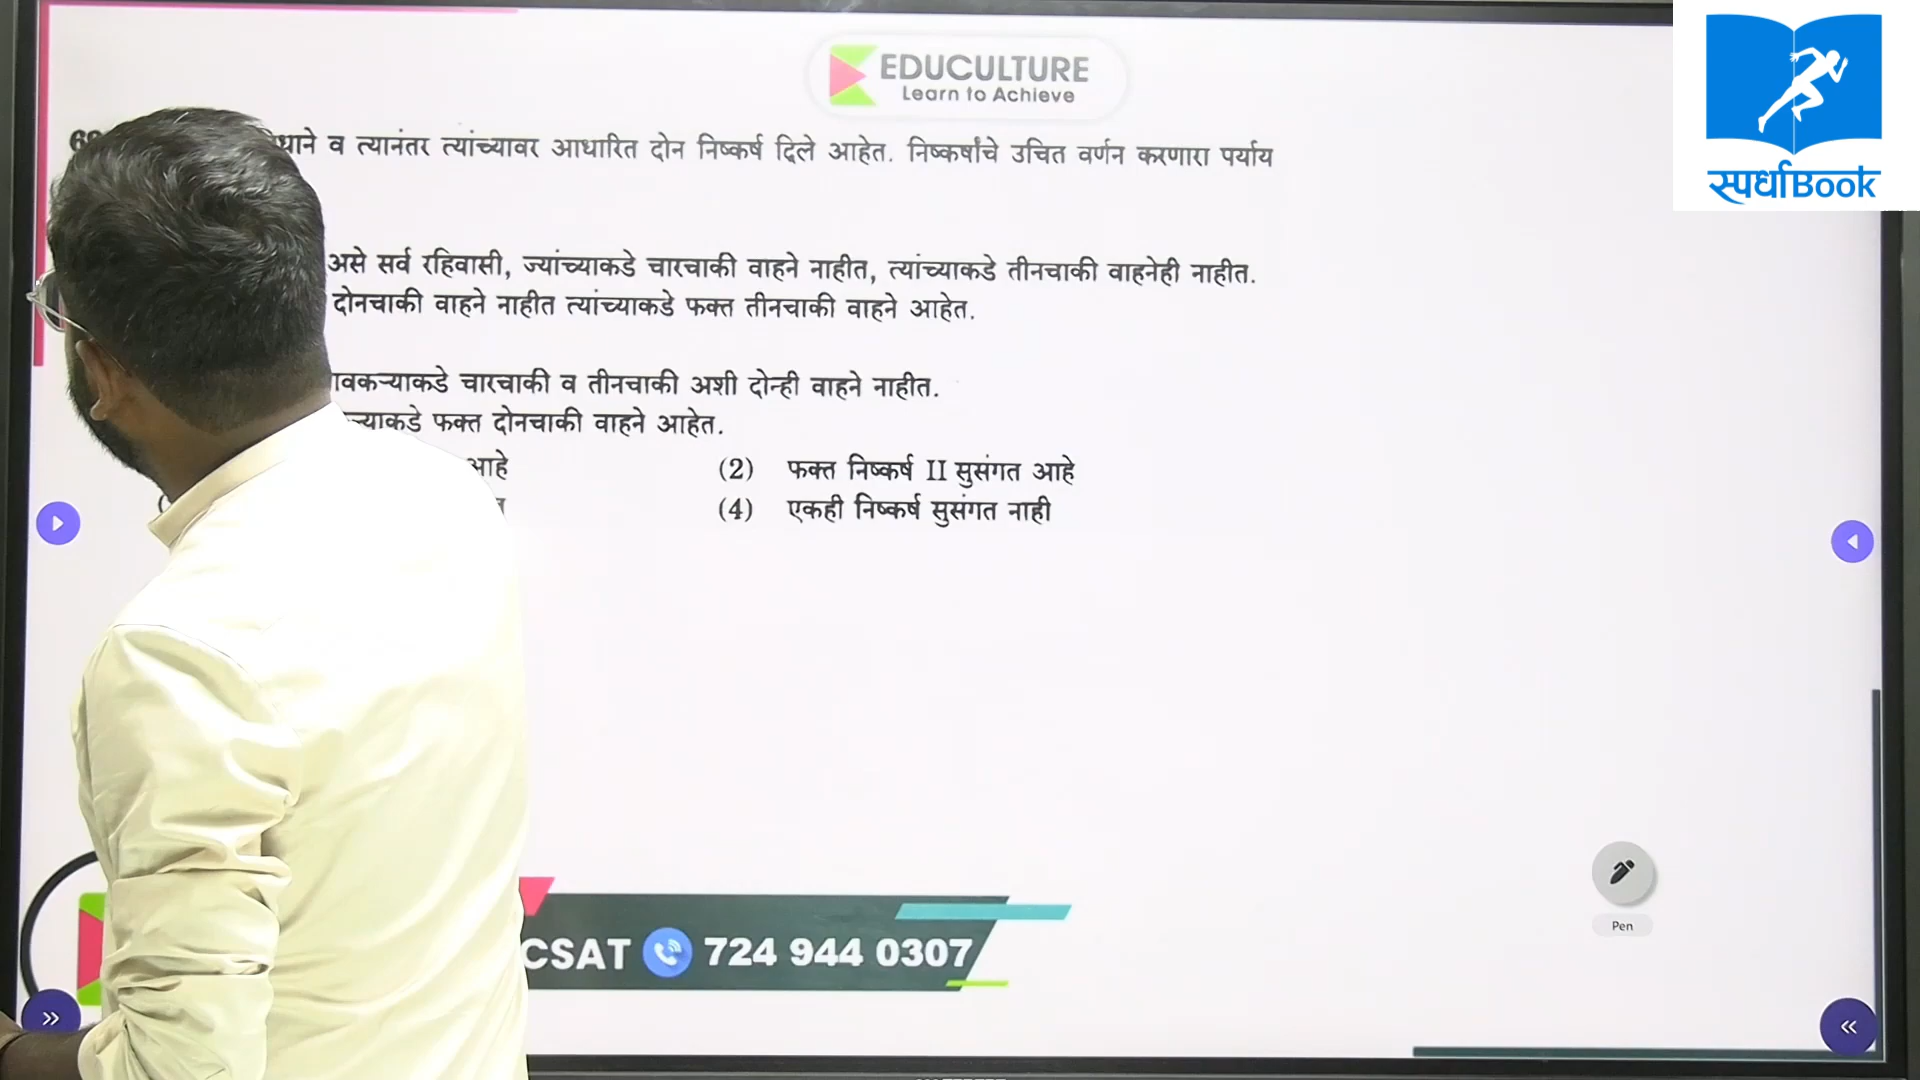 EDUCULTURE
Learn to Achieve
स्पर्धाBook
व त्यानंतर त्यांच्यावर आधारित दोन निष्कर्ष दिले आहेत. निष्कर्षांचे उचित वर्णन करणारा पर्याय
असे सर्व रहिवासी, ज्यांच्याकडे चारचाकी वाहने नाहीत, त्यांच्याकडे तीनचाकी वाहनेही नाहीत.
दोनचाकी वाहने नाहीत त्यांच्याकडे फक्त तीनचाकी वाहने आहेत.
चारचाकी व तीनचाकी अशी दोन्ही वाहने नाहीत.
फक्त दोनचाकी वाहने आहेत.
आहे (2) फक्त निष्कर्ष II सुसंगत आहे
(4) एकही निष्कर्ष सुसंगत नाही
Pen
CSAT 724 944 0307